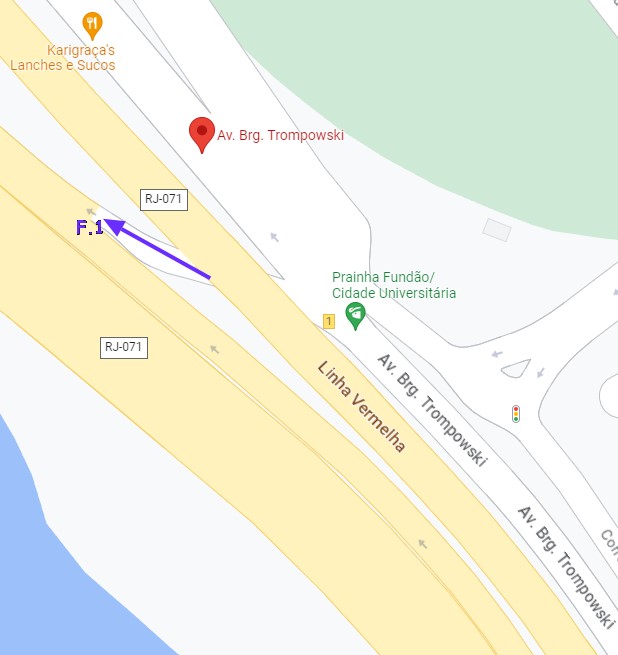 Karigraça's
Lanches e Sucos
Av. Brg. Trompowski
RJ-071
F.1
Prainha Fundão/
Cidade Universitária
1
RJ-071
Linha Vermelha
Av. Brg. Trompowski
Av. Brg. Trompowski